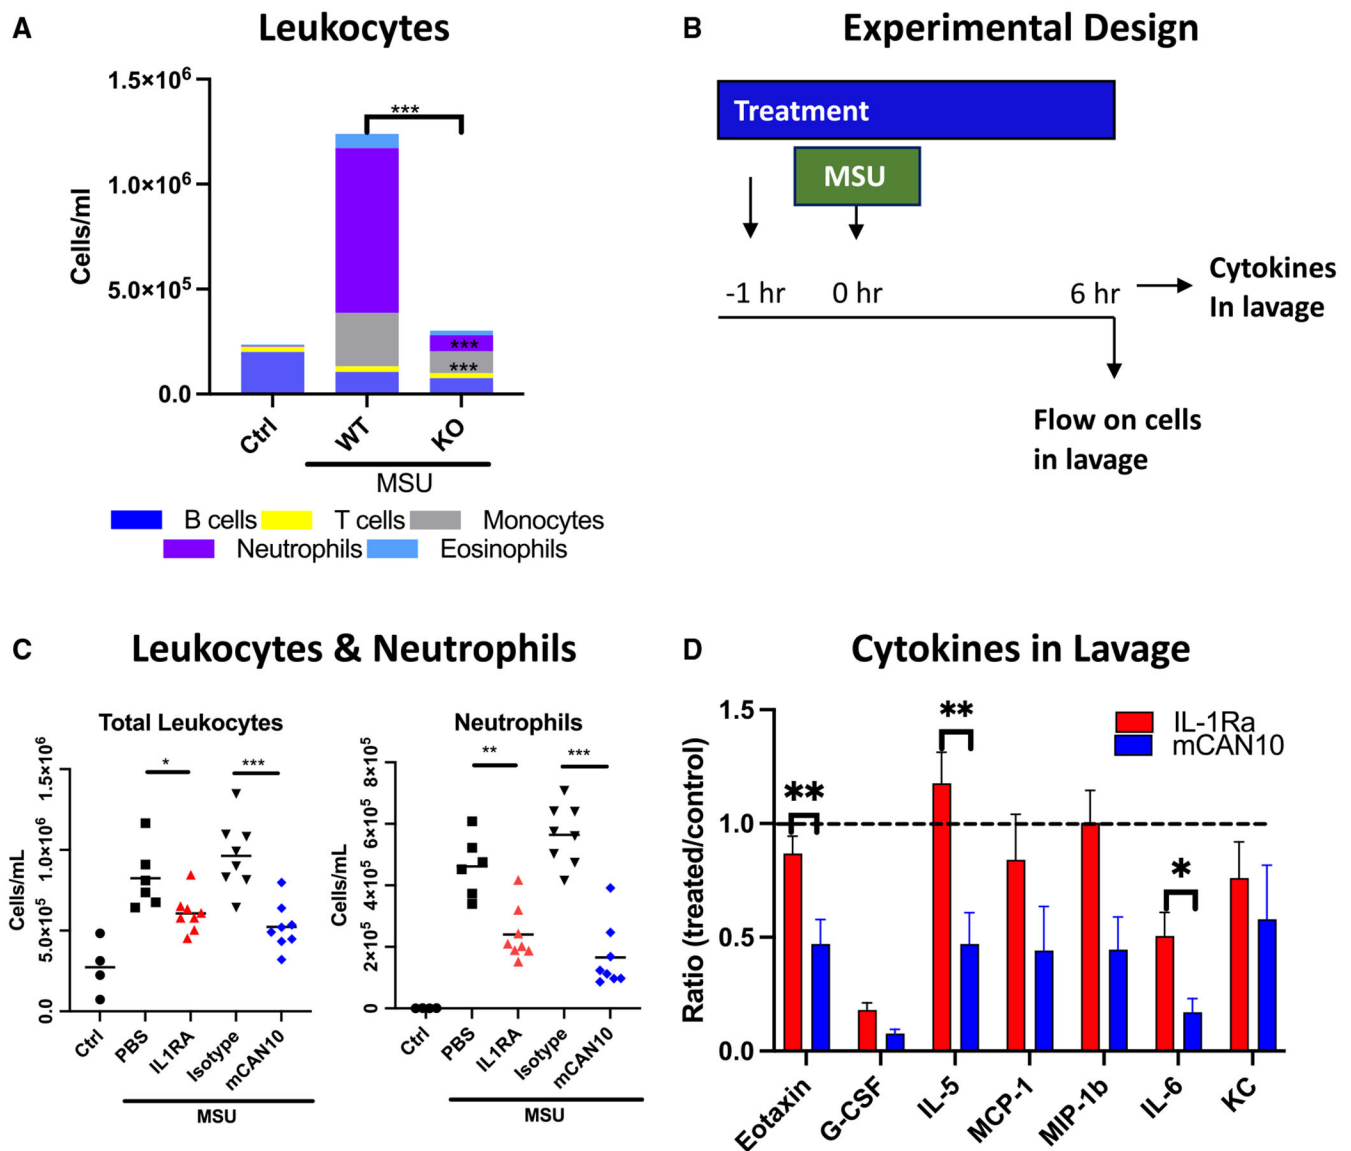 A
Leukocytes
1.5×10⁶
1.0×10⁶
5.0×10⁵
0.0
Cells/ml
***
***
***
Ctrl
WT
KO
MSU
B cells T cells Monocytes
Neutrophils Eosinophils
B
Experimental Design
Treatment
MSU
-1 hr 0 hr 6 hr
Cytokines
In lavage
Flow on cells
in lavage
C
Leukocytes & Neutrophils
Total Leukocytes
1.5×10⁶
1.0×10⁶
5.0×10⁵
0.0
Cells/mL
* ***
Ctrl
PBS
IL1RA
Isotype
mCAN10
MSU
Neutrophils
8×10⁵
6×10⁵
4×10⁵
2×10⁵
0
Cells/mL
** ***
Ctrl
PBS
IL1RA
Isotype
mCAN10
MSU
D
Cytokines in Lavage
1.5
1.0
0.5
0.0
Ratio (treated/control)
IL-1Ra
mCAN10
**
**
*
Eotaxin
G-CSF
IL-5
MCP-1
MIP-1b
IL-6
KC